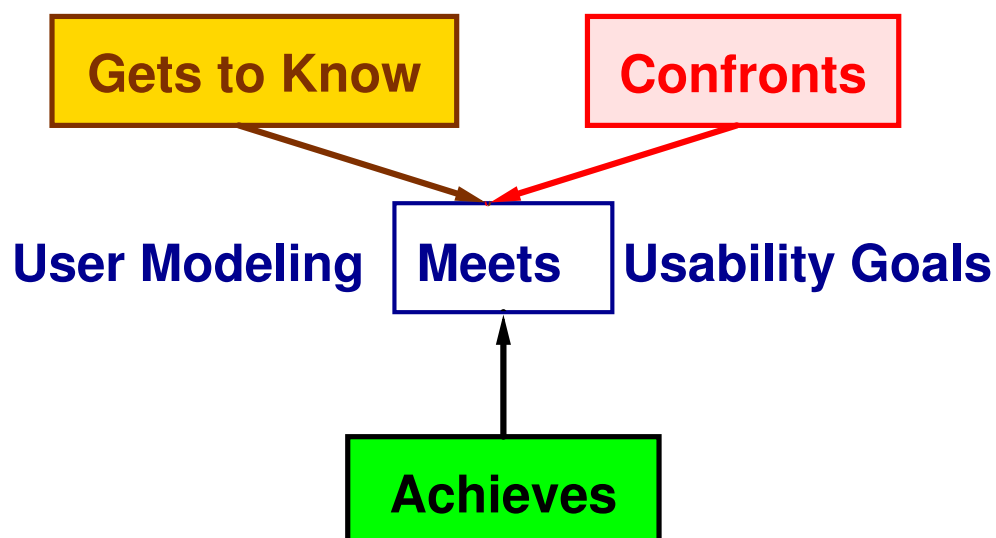 Gets to Know
Confronts
User Modeling Meets Usability Goals
Achieves